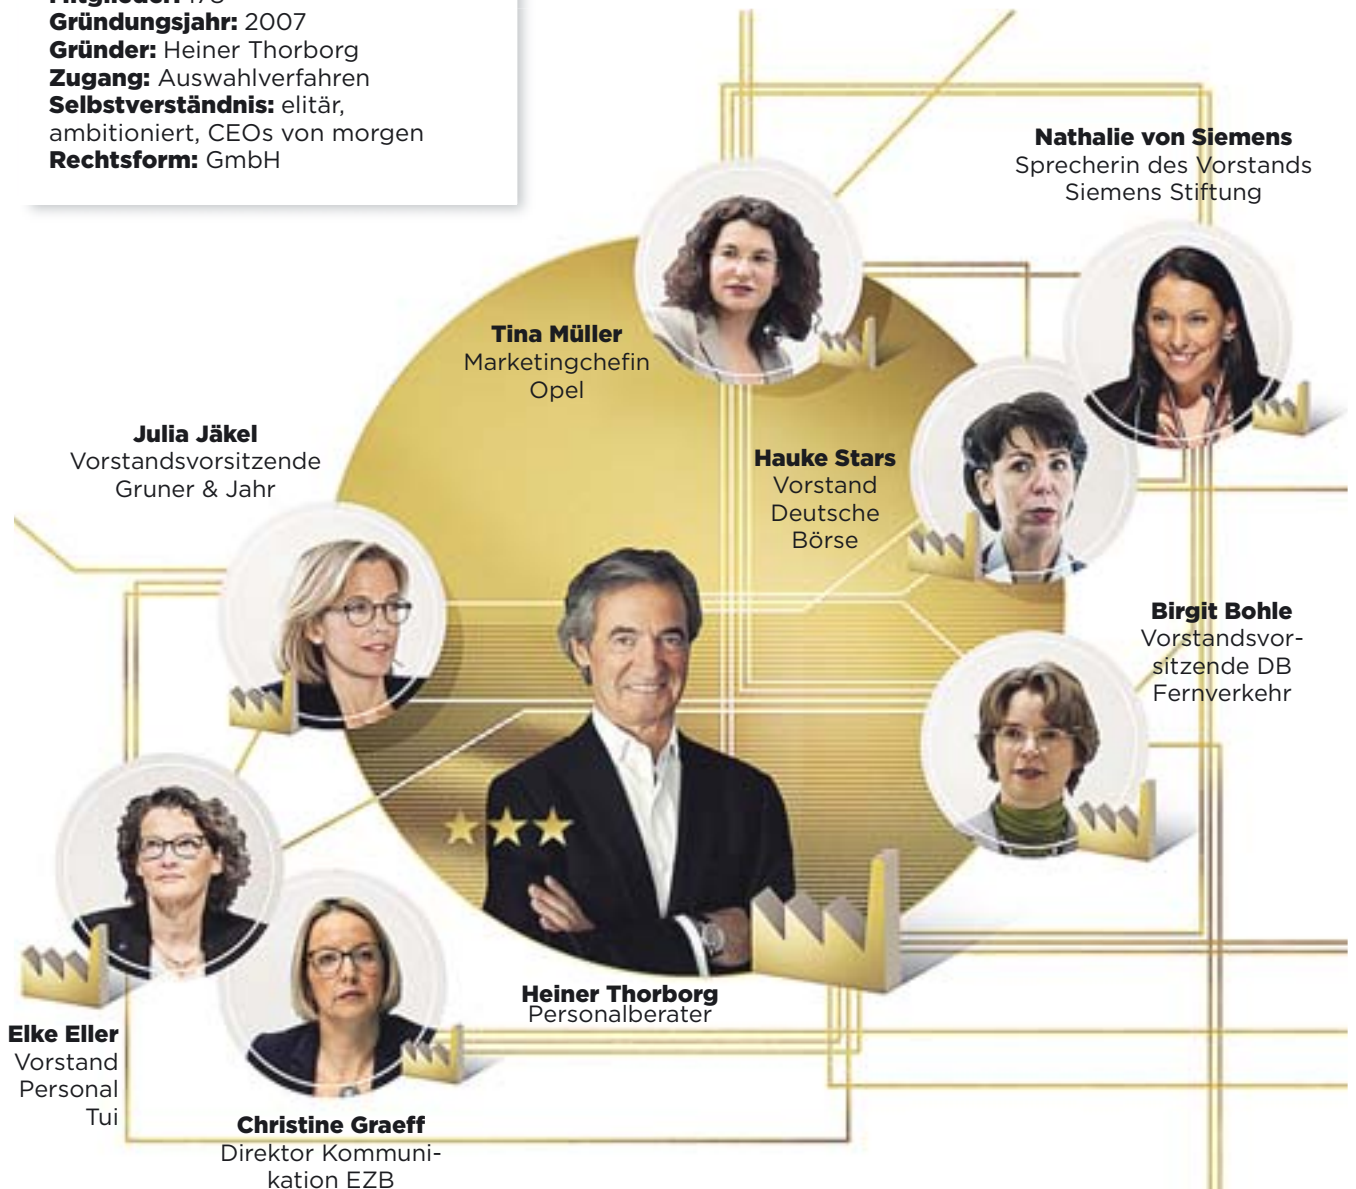 Gründungsjahr: 2007
Gründer: Heiner Thorborg
Zugang: Auswahlverfahren
Selbstverständnis: elitär,
ambitioniert, CEOs von morgen
Rechtsform: GmbH
Nathalie von Siemens
Sprecherin des Vorstands
Siemens Stiftung
Tina Müller
Marketingchefin
Opel
Julia Jäkel
Vorstandsvorsitzende
Gruner & Jahr
Hauke Stars
Vorstand
Deutsche
Börse
Birgit Bohle
Vorstandsvor-
sitzende DB
Fernverkehr
Heiner Thorborg
Personalberater
Elke Eller
Vorstand
Personal
Tui
Christine Graeff
Direktor Kommuni-
kation EZB